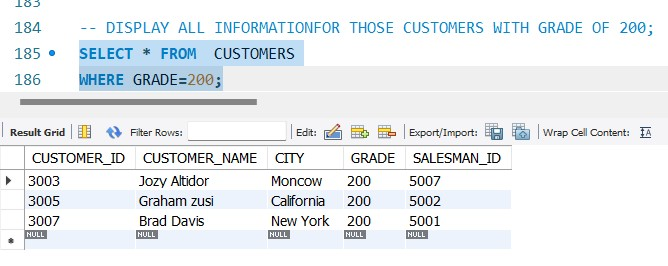 183
184 -- DISPLAY ALL INFORMATIONFOR THOSE CUSTOMERS WITH GRADE OF 200;
185 SELECT * FROM CUSTOMERS
186 WHERE GRADE=200;
Result Grid Filter Rows: Edit: Export/Import: Wrap Cell Content: IA
CUSTOMER_ID CUSTOMER_NAME CITY GRADE SALESMAN_ID
3003 Jozy Altidor Moncow 200 5007
3005 Graham zusi California 200 5002
3007 Brad Davis New York 200 5001
NULL NULL NULL NULL NULL